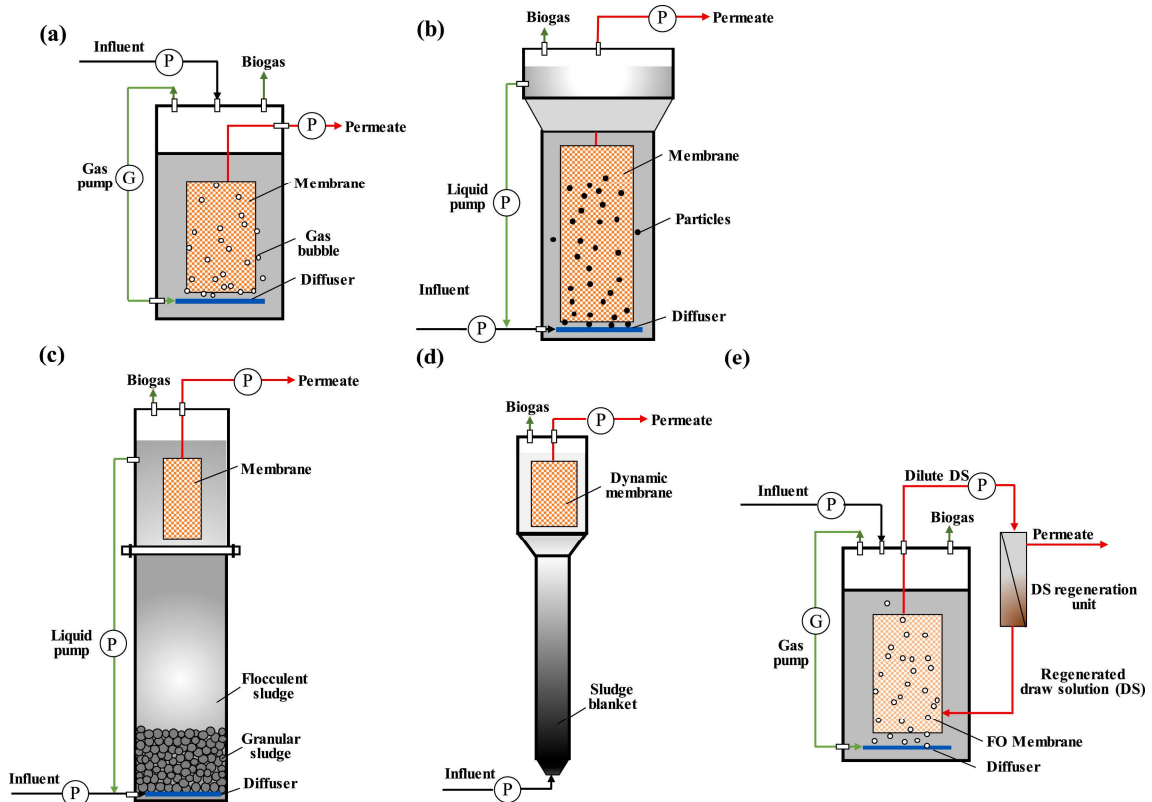 (a)
Influent
P
Biogas
P
Permeate
Gas
pump
G
Membrane
Gas
bubble
Diffuser
(b)
Biogas
P
Permeate
Membrane
Liquid
pump
P
Particles
Influent
P
Diffuser
(c)
Biogas
P
Permeate
Membrane
Liquid
pump
P
Flocculent
sludge
Granular
sludge
Influent
P
Diffuser
(d)
Biogas
P
Permeate
Dynamic
membrane
Sludge
blanket
Influent
P
(e)
Dilute DS
P
Influent
P
Biogas
Permeate
DS regeneration
unit
G
Gas
pump
Regenerated
draw solution (DS)
FO Membrane
Diffuser